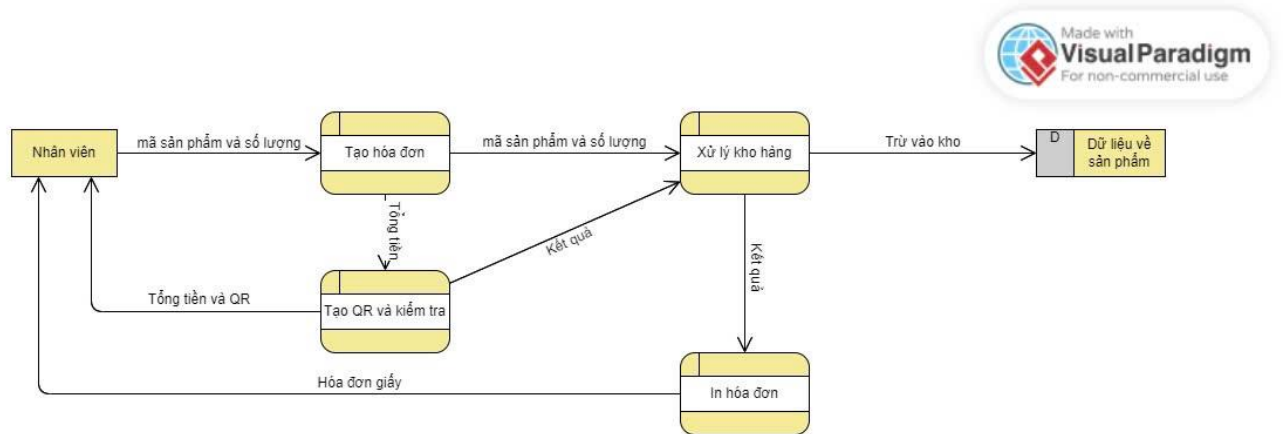 Made with
Visual Paradigm
For non-commercial use
Nhân viên
mã sản phẩm và số lượng
Tạo hóa đơn
mã sản phẩm và số lượng
Xử lý kho hàng
Trừ vào kho
D
Dữ liệu về
sản phẩm
Tổng tiền
Kết quả
Kết quả
Tổng tiền và QR
Tạo QR và kiểm tra
Hóa đơn giấy
In hóa đơn